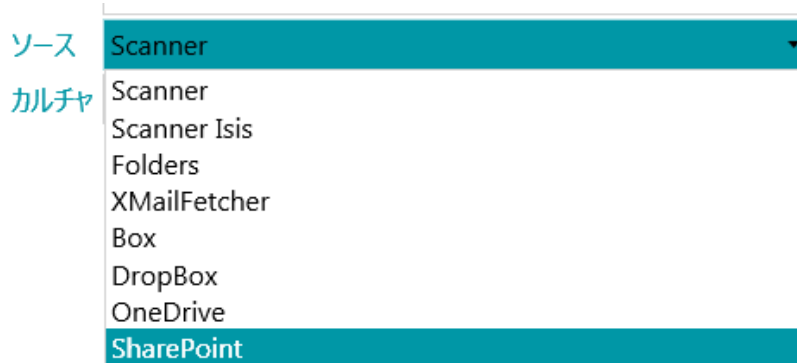 ソース Scanner
カルチャ Scanner
Scanner Isis
Folders
XMailFetcher
Box
DropBox
OneDrive
SharePoint